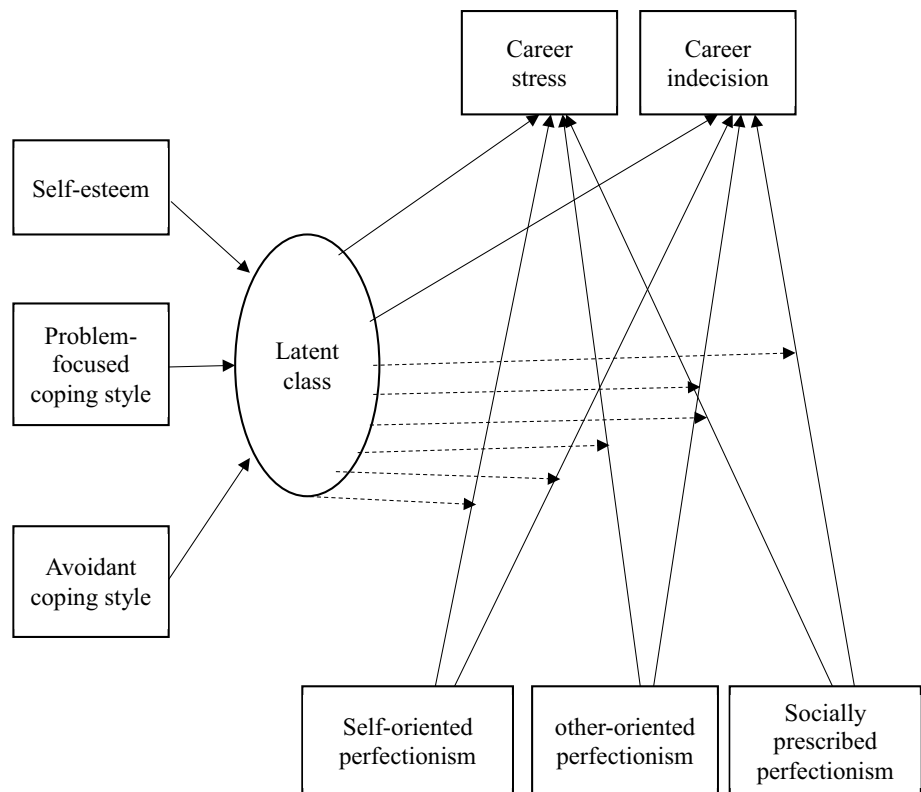 Career
stress
Career
indecision
Self-esteem
Problem-
focused
coping style
Latent
class
Avoidant
coping style
Self-oriented
perfectionism
other-oriented
perfectionism
Socially
prescribed
perfectionism